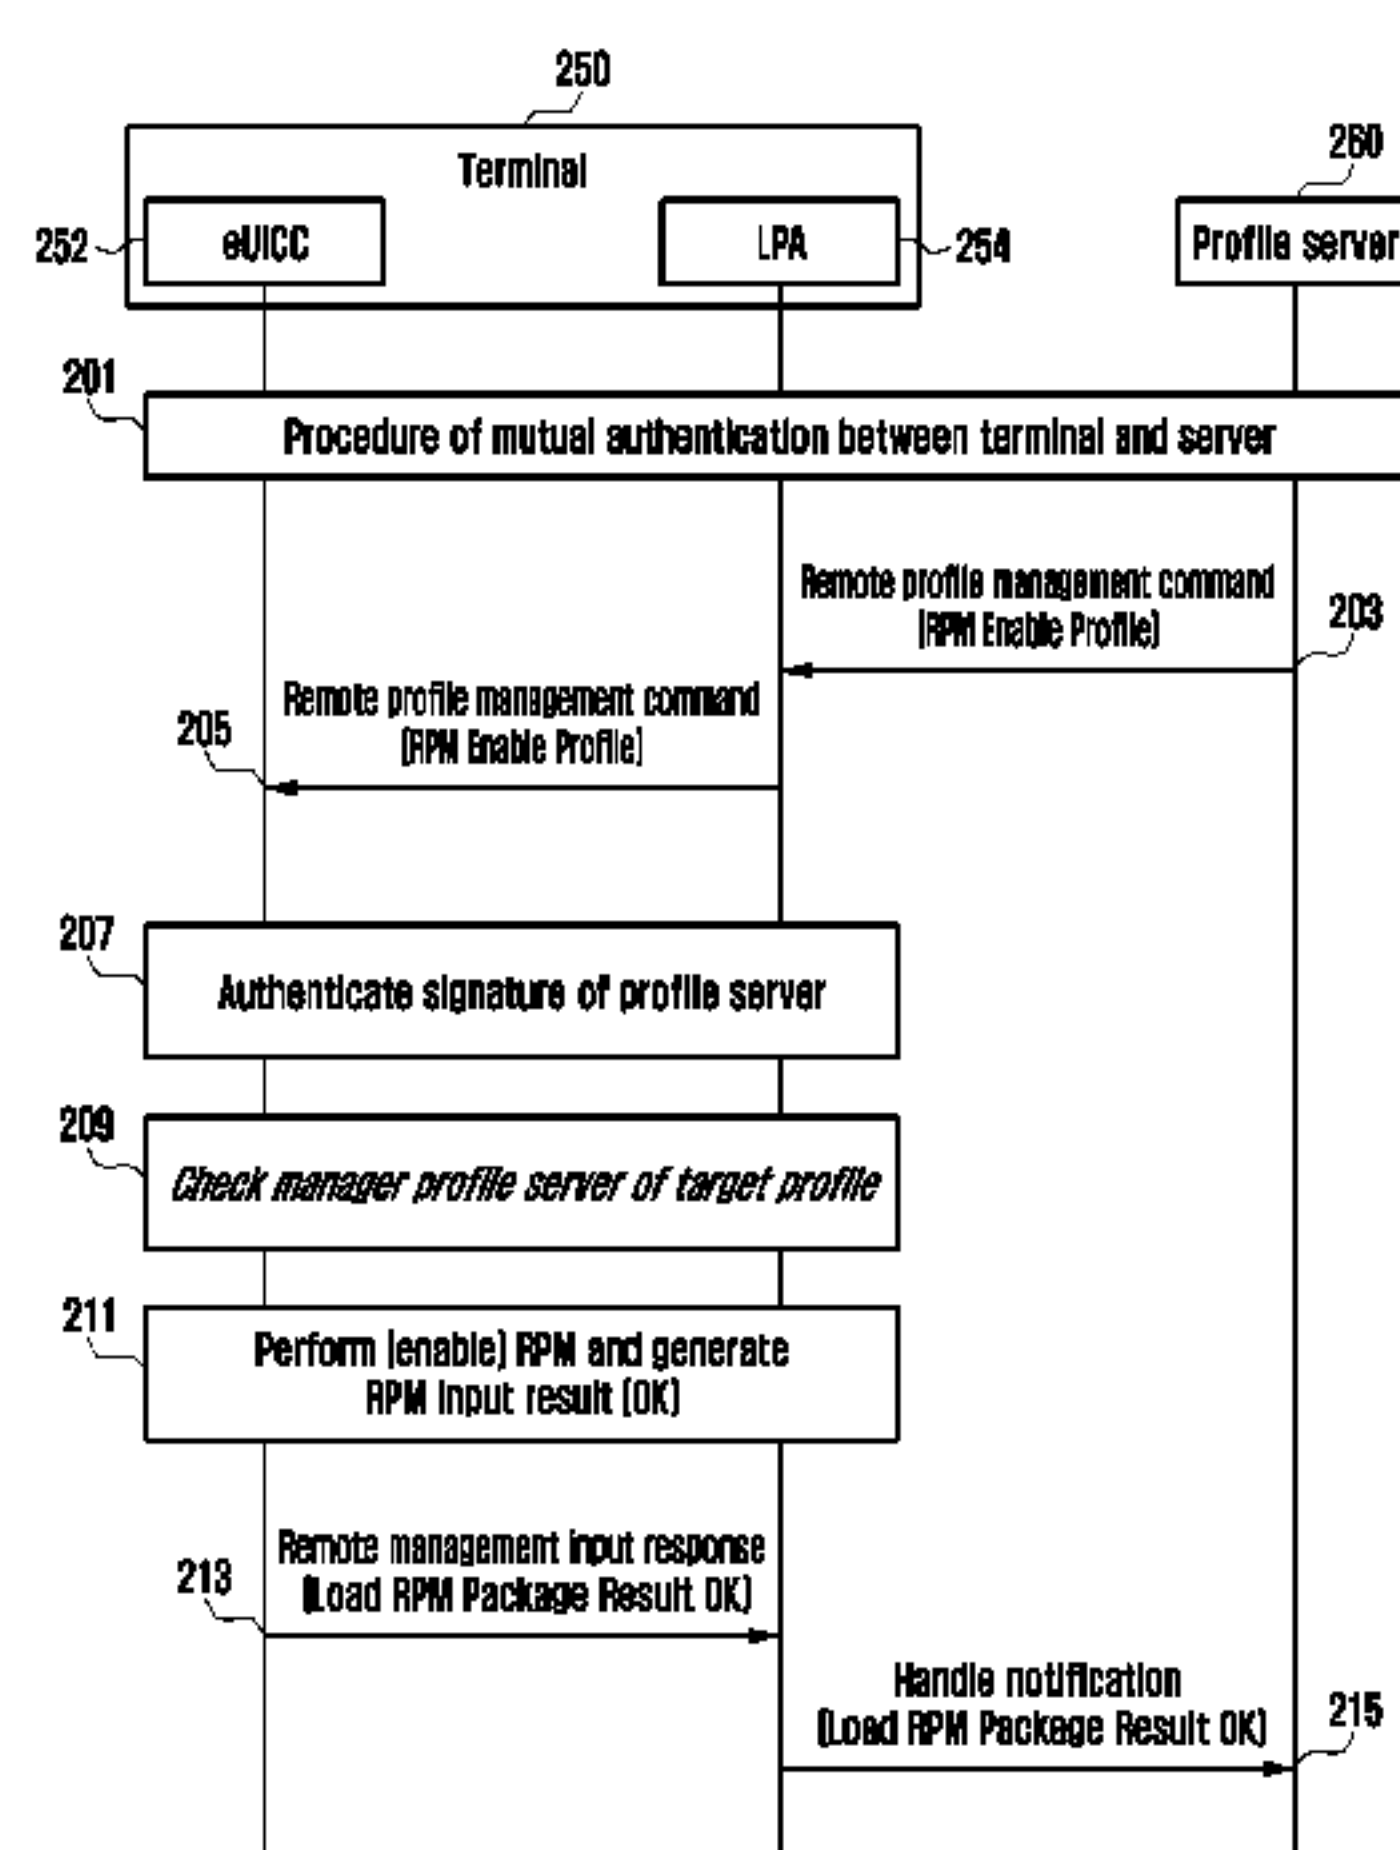 250
Terminal
260
252
eUICC
LPA
254
Profile server
201
Procedure of mutual authentication between terminal and server
Remote profile management command
(RPM Enable Profile)
203
Remote profile management command
(RPM Enable Profile)
205
207
Authenticate signature of profile server
209
Check manager profile server of target profile
211
Perform (enable) RPM and generate
RPM input result (OK)
Remote management input response
(Load RPM Package Result OK)
213
Handle notification
(Load RPM Package Result OK)
215